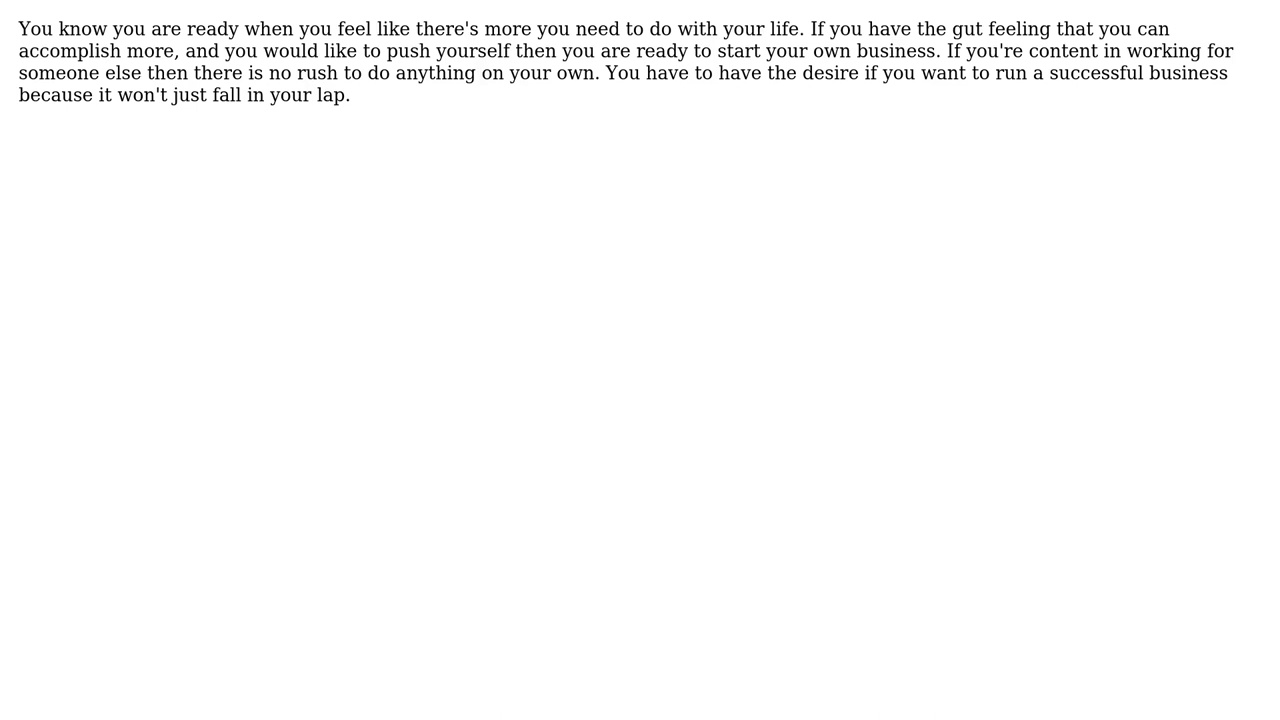 You know you are ready when you feel like there's more you need to do with your life. If you have the gut feeling that you can
accomplish more, and you would like to push yourself then you are ready to start your own business. If you're content in working for
someone else then there is no rush to do anything on your own. You have to have the desire if you want to run a successful business
because it won't just fall in your lap.